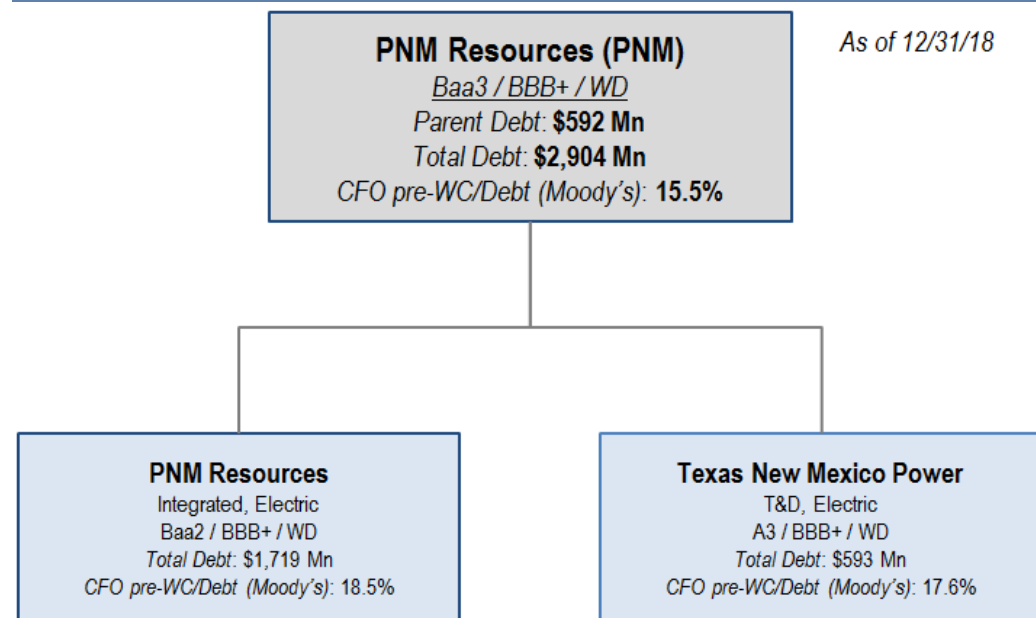 PNM Resources (PNM)
As of 12/31/18
Baa3 / BBB+ / WD
Parent Debt: $592 Mn
Total Debt: $2,904 Mn
CFO pre-WC/Debt (Moody's): 15.5%
PNM Resources
Integrated, Electric
Baa2 / BBB+ / WD
Total Debt: $1,719 Mn
CFO pre-WC/Debt (Moody's): 18.5%
Texas New Mexico Power
T&D, Electric
A3 / BBB+ / WD
Total Debt: $593 Mn
CFO pre-WC/Debt (Moody's): 17.6%